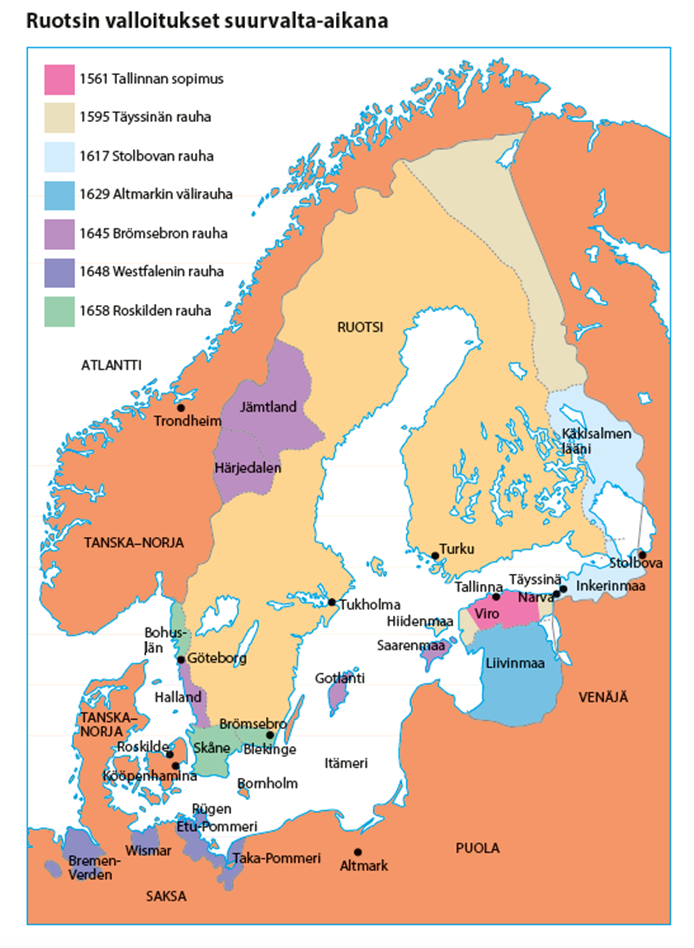 Ruotsin valloitukset suurvalta-aikana
1561 Tallinnan sopimus
1595 Täyssinän rauha
1617 Stolbovan rauha
1629 Altmarkin välirauha
1645 Brömsebron rauha
1648 Westfalenin rauha
1658 Roskilden rauha
RUOTSI
ATLANTTI
Trondheim
Jämtland
Härjedalen
Käkisalmen
lääni
TANSKA–NORJA
Turku
Stolbova
Täyssinä
Tallinna
Inkerinmaa
Narva
Tukholma
Viro
Hiidenmaa
Bohus-
Jän
Saarenmaa
Göteborg
Liivinmaa
Gotlanti
Halland
VENÄJÄ
TANSKA–
NORJA
Brömsebro
Roskilde
Skåne
Blekinge
Itämeri
Kööpenhamina
Bornholm
Rügen
Etu-Pommeri
Wismar
Taka-Pommeri
PUOLA
Bremen-
Verden
Altmark
SAKSA